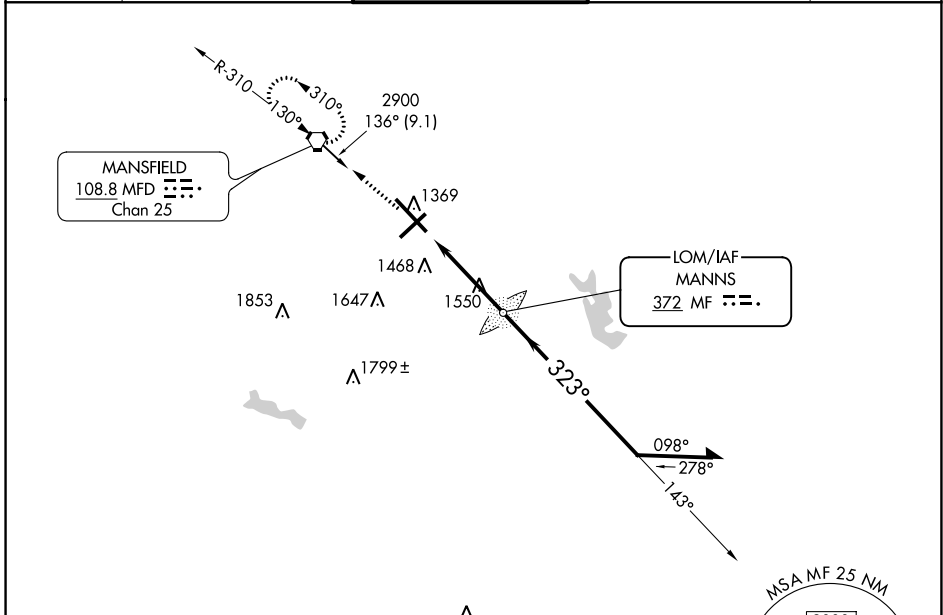 R-310
130°
310°
2900
136° (9.1)
MANSFIELD
108.8 MFD
Chan 25
1369
1468
1853
1647
1550
1799±
LOM/IAF
MANNS
372 MF
323°
098°
278°
143°
MSA MF 25 NM